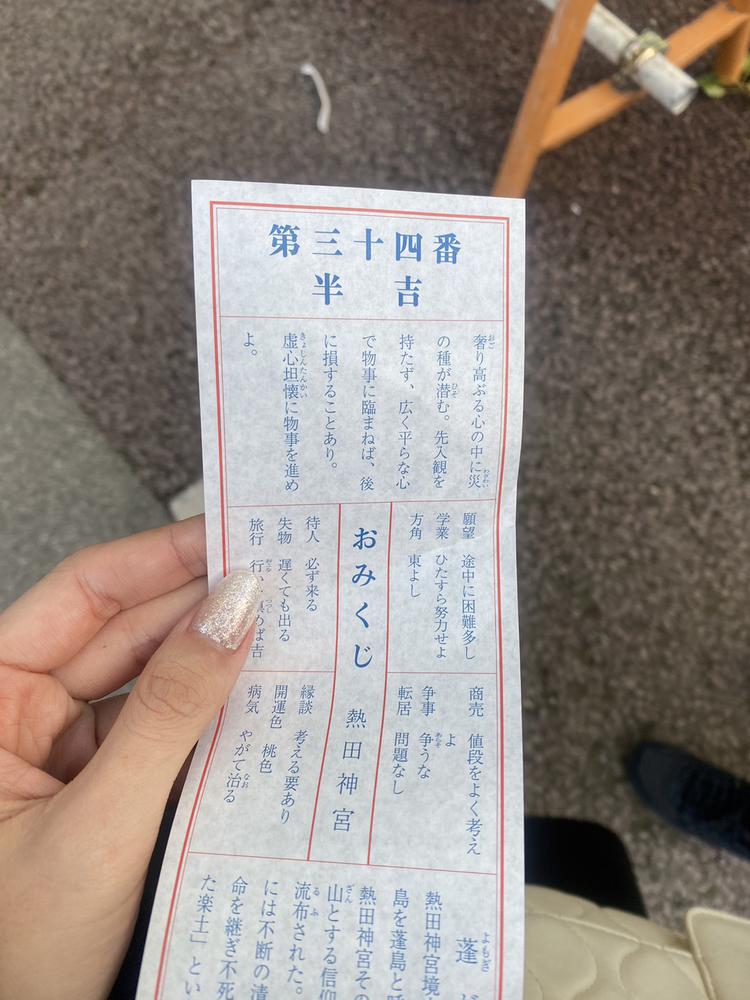 第三十四番
半吉
奢り高ぶる心の中に災
の種が潜む。先入観を
持たず、広く平らな心
で物事に臨まねば、後
に損することあり。
虚心坦懐に物事を進め
よ。
願望 途中に困難多し
学業 ひたすら努力せよ
方角 東よし
商売 値段をよく考え
よ
争事 争うな
転居 問題なし
おみくじ 熱田神宮
待人 必ず来る
失物 遅くても出る
旅行 行い めば吉
縁談 考える要あり
開運色 桃色
病気 やがて治る
蓬
熱田神宮境
島を蓬島と
熱田神宮その
山とする信仰
流布された。
には不断の清
命を継ぎ不死
た楽土」とい